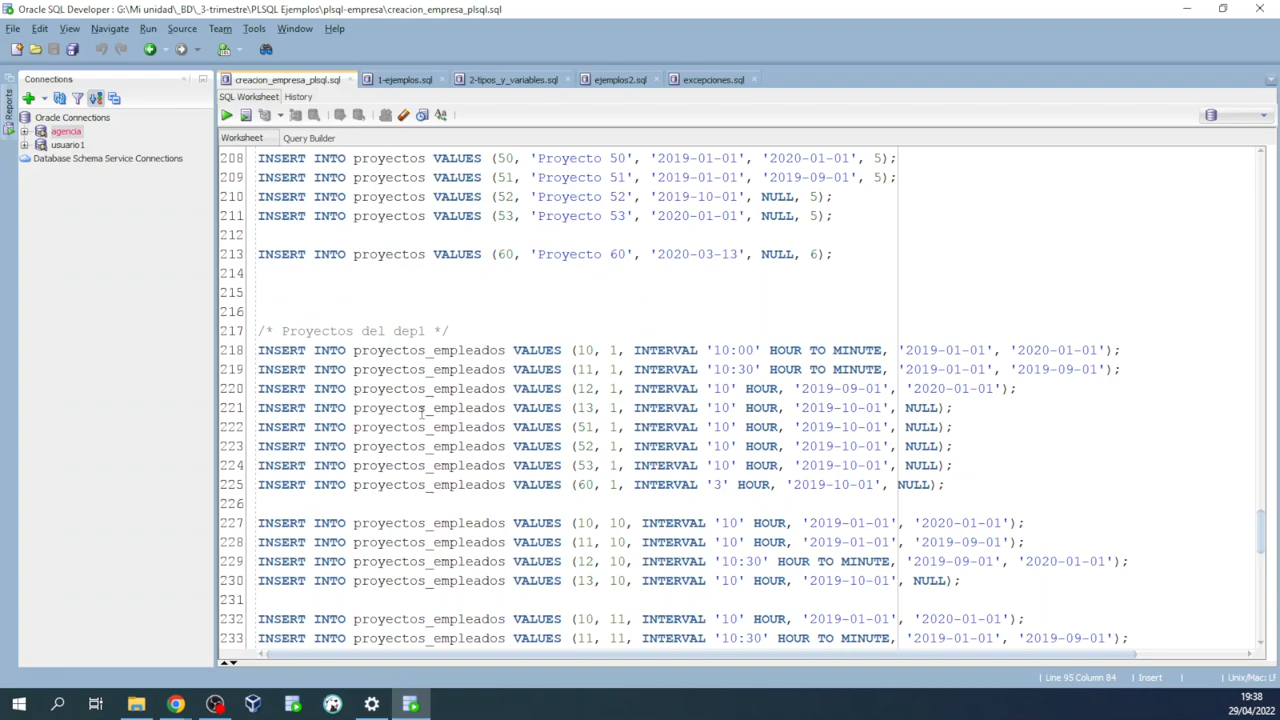 Oracle SQL Developer : G:\Mi unidad\_BD\_3-trimestre\PLSQL Ejemplos\plsql-empresa\creacion_empresa_plsql.sql
File Edit View Navigate Run Source Team Tools Window Help
Connections
creacion_empresa_plsql.sql 1-ejemplos.sql 2-tipos_y_variables.sql ejemplos2.sql excepciones.sql
SQL Worksheet History
Reports
Oracle Connections
agencia
usuario1
Database Schema Service Connections
Worksheet Query Builder
208 INSERT INTO proyectos VALUES (50, 'Proyecto 50', '2019-01-01', '2020-01-01', 5);
209 INSERT INTO proyectos VALUES (51, 'Proyecto 51', '2019-01-01', '2019-09-01', 5);
210 INSERT INTO proyectos VALUES (52, 'Proyecto 52', '2019-10-01', NULL, 5);
211 INSERT INTO proyectos VALUES (53, 'Proyecto 53', '2020-01-01', NULL, 5);
212
213 INSERT INTO proyectos VALUES (60, 'Proyecto 60', '2020-03-13', NULL, 6);
214
215
216
217 /* Proyectos del dep1 */
218 INSERT INTO proyectos_empleados VALUES (10, 1, INTERVAL '10:00' HOUR TO MINUTE, '2019-01-01', '2020-01-01');
219 INSERT INTO proyectos_empleados VALUES (11, 1, INTERVAL '10:30' HOUR TO MINUTE, '2019-01-01', '2019-09-01');
220 INSERT INTO proyectos_empleados VALUES (12, 1, INTERVAL '10' HOUR, '2019-09-01', '2020-01-01');
221 INSERT INTO proyectos_empleados VALUES (13, 1, INTERVAL '10' HOUR, '2019-10-01', NULL);
222 INSERT INTO proyectos_empleados VALUES (51, 1, INTERVAL '10' HOUR, '2019-10-01', NULL);
223 INSERT INTO proyectos_empleados VALUES (52, 1, INTERVAL '10' HOUR, '2019-10-01', NULL);
224 INSERT INTO proyectos_empleados VALUES (53, 1, INTERVAL '10' HOUR, '2019-10-01', NULL);
225 INSERT INTO proyectos_empleados VALUES (60, 1, INTERVAL '3' HOUR, '2019-10-01', NULL);
226
227 INSERT INTO proyectos_empleados VALUES (10, 10, INTERVAL '10' HOUR, '2019-01-01', '2020-01-01');
228 INSERT INTO proyectos_empleados VALUES (11, 10, INTERVAL '10' HOUR, '2019-01-01', '2019-09-01');
229 INSERT INTO proyectos_empleados VALUES (12, 10, INTERVAL '10:30' HOUR TO MINUTE, '2019-09-01', '2020-01-01');
230 INSERT INTO proyectos_empleados VALUES (13, 10, INTERVAL '10' HOUR, '2019-10-01', NULL);
231
232 INSERT INTO proyectos_empleados VALUES (10, 11, INTERVAL '10' HOUR, '2019-01-01', '2020-01-01');
233 INSERT INTO proyectos_empleados VALUES (11, 11, INTERVAL '10:30' HOUR TO MINUTE, '2019-01-01', '2019-09-01');
Line 95 Column 84 Insert Unix/Mac: LF
19:38
29/04/2022